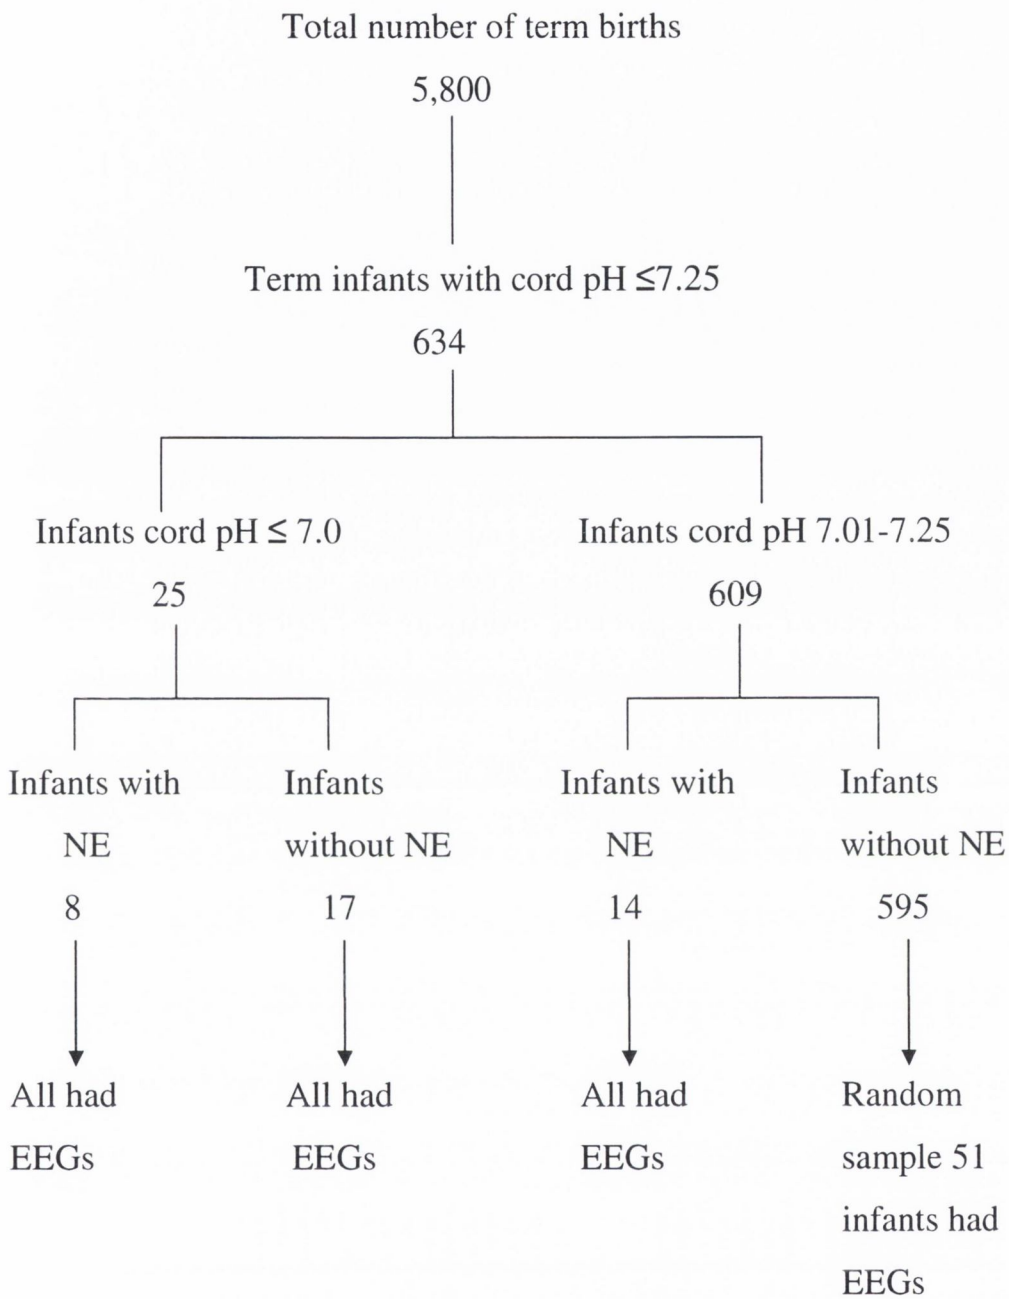 Total number of term births
5,800
Term infants with cord pH ≤7.25
634
Infants cord pH ≤ 7.0
25
Infants cord pH 7.01-7.25
609
Infants with
NE
8
All had
EEGs
Infants
without NE
17
All had
EEGs
Infants with
NE
14
All had
EEGs
Infants
without NE
595
Random
sample 51
infants had
EEGs